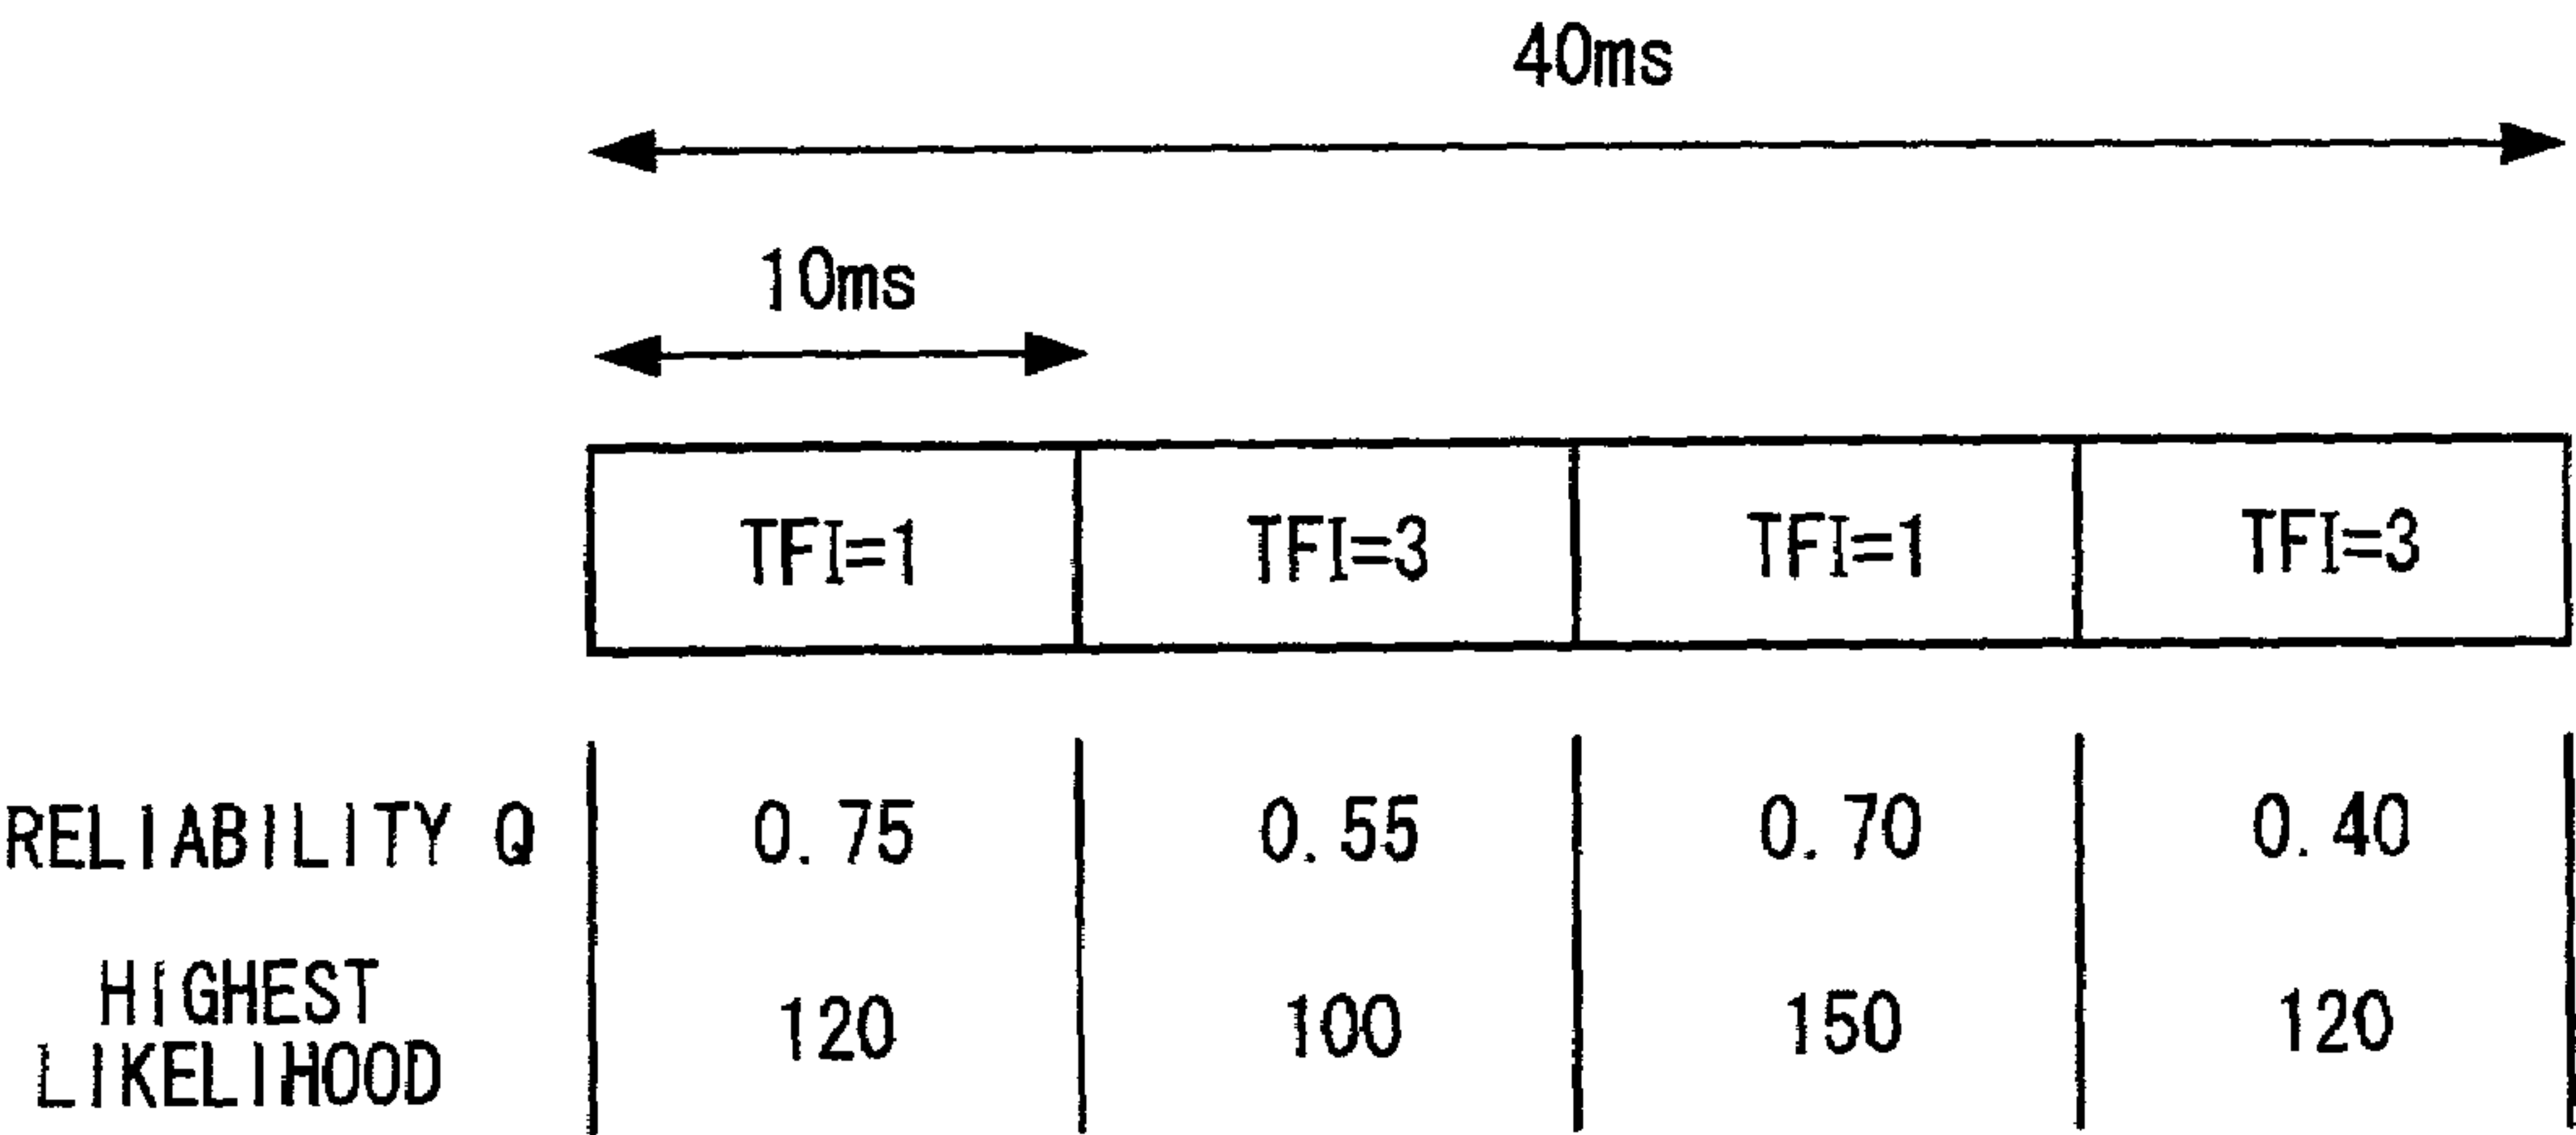 40ms
10ms
TFI=1 TFI=3 TFI=1 TFI=3
RELIABILITY Q 0.75 0.55 0.70 0.40
HIGHEST
LIKELIHOOD 120 100 150 120